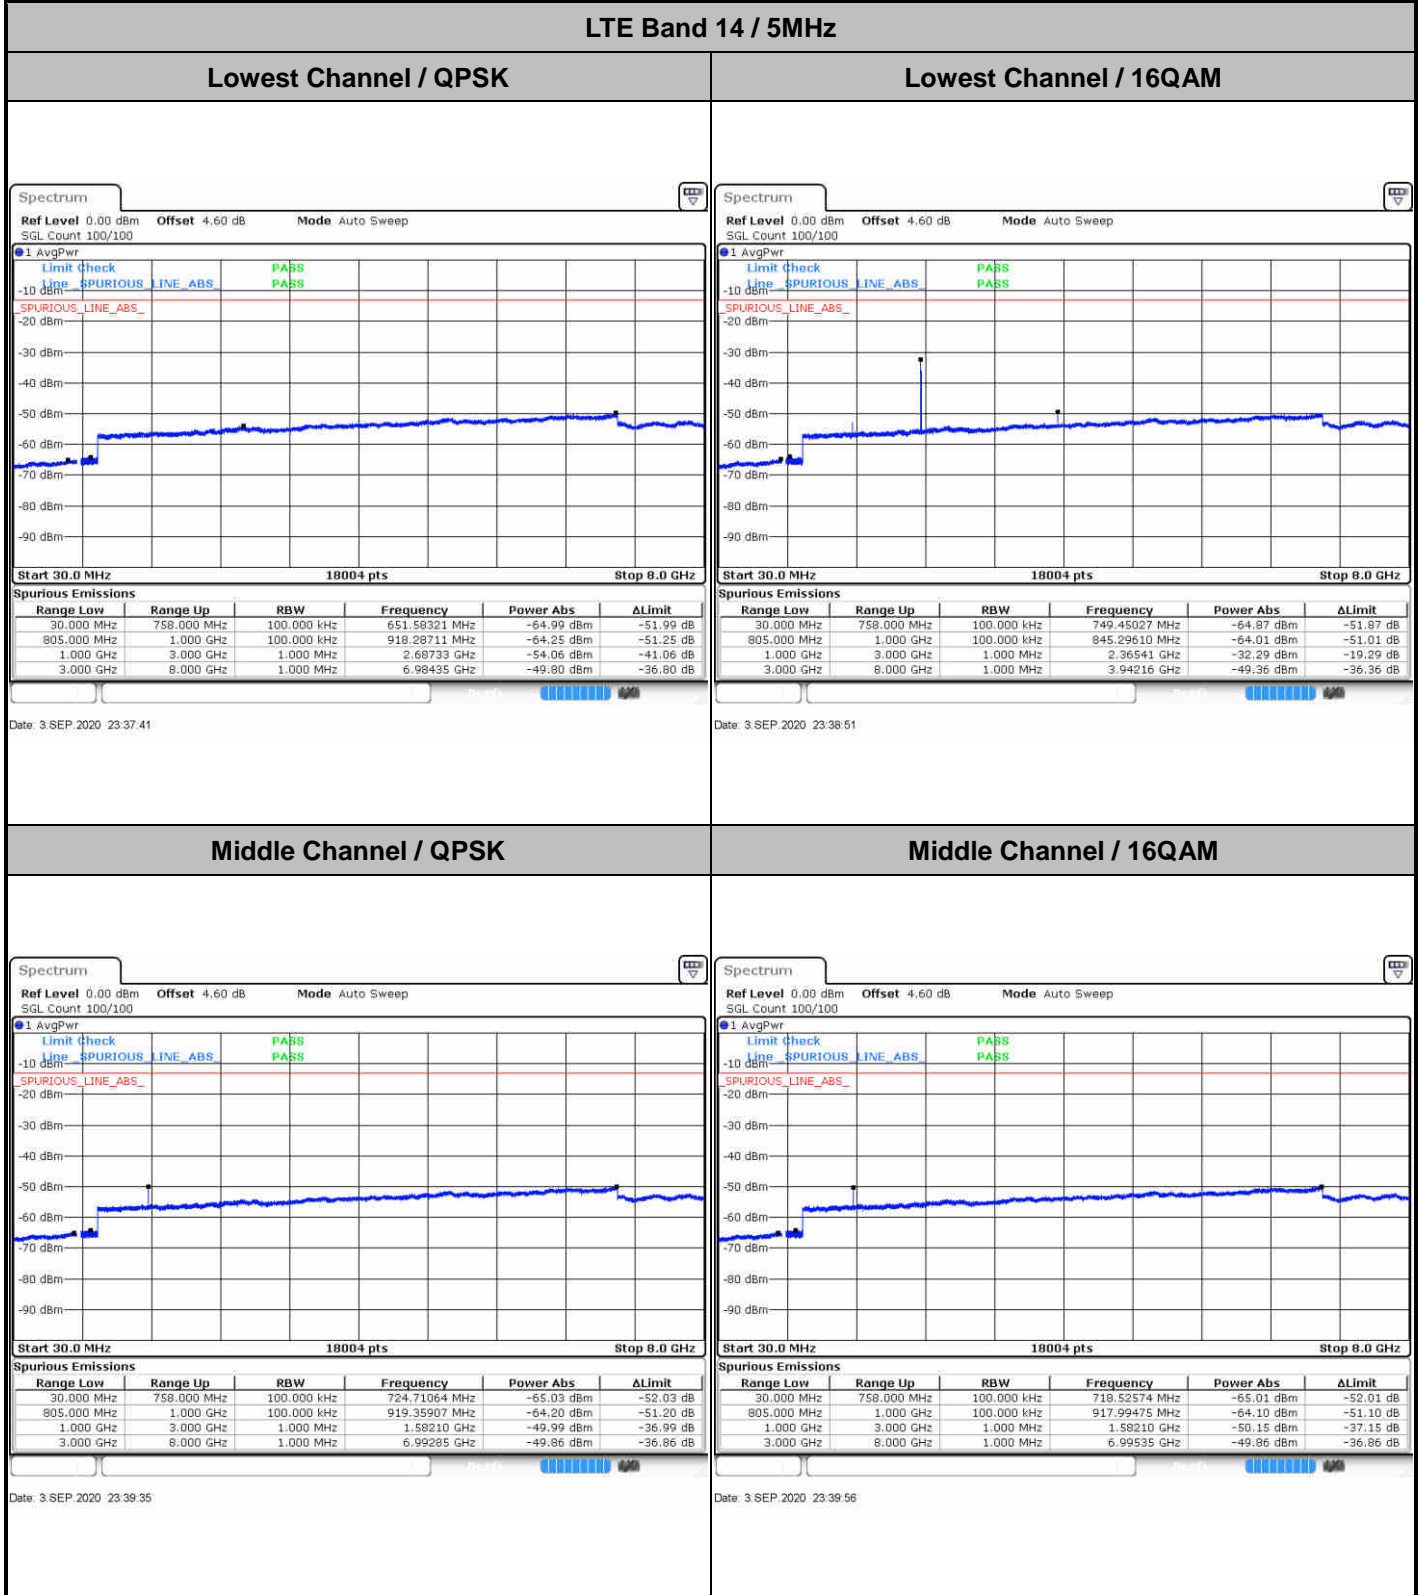 LTE Band 14 / 5MHz
Lowest Channel / QPSK
Lowest Channel / 16QAM
Spectrum
Ref Level 0.00 dBm Offset 4.60 dB Mode Auto Sweep
SGL Count 100/100
1 AvgPwr
Limit Check PASS
Line _SPURIOUS_LINE_ABS_ PASS
-10 dBm
_SPURIOUS_LINE_ABS_
-20 dBm
-30 dBm
-40 dBm
-50 dBm
-60 dBm
-70 dBm
-80 dBm
-90 dBm
Start 30.0 MHz 18004 pts Stop 8.0 GHz
Spurious Emissions
Range Low Range Up RBW Frequency Power Abs ΔLimit
30.000 MHz 758.000 MHz 100.000 kHz 651.58321 MHz -64.99 dBm -51.99 dB
805.000 MHz 1.000 GHz 100.000 kHz 918.28711 MHz -64.25 dBm -51.25 dB
1.000 GHz 3.000 GHz 1.000 MHz 2.68733 GHz -54.06 dBm -41.06 dB
3.000 GHz 8.000 GHz 1.000 MHz 6.98435 GHz -49.80 dBm -36.80 dB
Date: 3.SEP.2020 23:37:41
Spectrum
Ref Level 0.00 dBm Offset 4.60 dB Mode Auto Sweep
SGL Count 100/100
1 AvgPwr
Limit Check PASS
Line _SPURIOUS_LINE_ABS_ PASS
-10 dBm
_SPURIOUS_LINE_ABS_
-20 dBm
-30 dBm
-40 dBm
-50 dBm
-60 dBm
-70 dBm
-80 dBm
-90 dBm
Start 30.0 MHz 18004 pts Stop 8.0 GHz
Spurious Emissions
Range Low Range Up RBW Frequency Power Abs ΔLimit
30.000 MHz 758.000 MHz 100.000 kHz 749.45027 MHz -64.87 dBm -51.87 dB
805.000 MHz 1.000 GHz 100.000 kHz 845.29610 MHz -64.01 dBm -51.01 dB
1.000 GHz 3.000 GHz 1.000 MHz 2.36541 GHz -32.29 dBm -19.29 dB
3.000 GHz 8.000 GHz 1.000 MHz 3.94216 GHz -49.36 dBm -36.36 dB
Date: 3.SEP.2020 23:38:51
Middle Channel / QPSK
Middle Channel / 16QAM
Spectrum
Ref Level 0.00 dBm Offset 4.60 dB Mode Auto Sweep
SGL Count 100/100
1 AvgPwr
Limit Check PASS
Line _SPURIOUS_LINE_ABS_ PASS
-10 dBm
_SPURIOUS_LINE_ABS_
-20 dBm
-30 dBm
-40 dBm
-50 dBm
-60 dBm
-70 dBm
-80 dBm
-90 dBm
Start 30.0 MHz 18004 pts Stop 8.0 GHz
Spurious Emissions
Range Low Range Up RBW Frequency Power Abs ΔLimit
30.000 MHz 758.000 MHz 100.000 kHz 724.71064 MHz -65.03 dBm -52.03 dB
805.000 MHz 1.000 GHz 100.000 kHz 919.35907 MHz -64.20 dBm -51.20 dB
1.000 GHz 3.000 GHz 1.000 MHz 1.58210 GHz -49.99 dBm -36.99 dB
3.000 GHz 8.000 GHz 1.000 MHz 6.99285 GHz -49.86 dBm -36.86 dB
Date: 3.SEP.2020 23:39:35
Spectrum
Ref Level 0.00 dBm Offset 4.60 dB Mode Auto Sweep
SGL Count 100/100
1 AvgPwr
Limit Check PASS
Line _SPURIOUS_LINE_ABS_ PASS
-10 dBm
_SPURIOUS_LINE_ABS_
-20 dBm
-30 dBm
-40 dBm
-50 dBm
-60 dBm
-70 dBm
-80 dBm
-90 dBm
Start 30.0 MHz 18004 pts Stop 8.0 GHz
Spurious Emissions
Range Low Range Up RBW Frequency Power Abs ΔLimit
30.000 MHz 758.000 MHz 100.000 kHz 718.52574 MHz -65.01 dBm -52.01 dB
805.000 MHz 1.000 GHz 100.000 kHz 917.99475 MHz -64.10 dBm -51.10 dB
1.000 GHz 3.000 GHz 1.000 MHz 1.58210 GHz -50.15 dBm -37.15 dB
3.000 GHz 8.000 GHz 1.000 MHz 6.99535 GHz -49.86 dBm -36.86 dB
Date: 3.SEP.2020 23:39:56